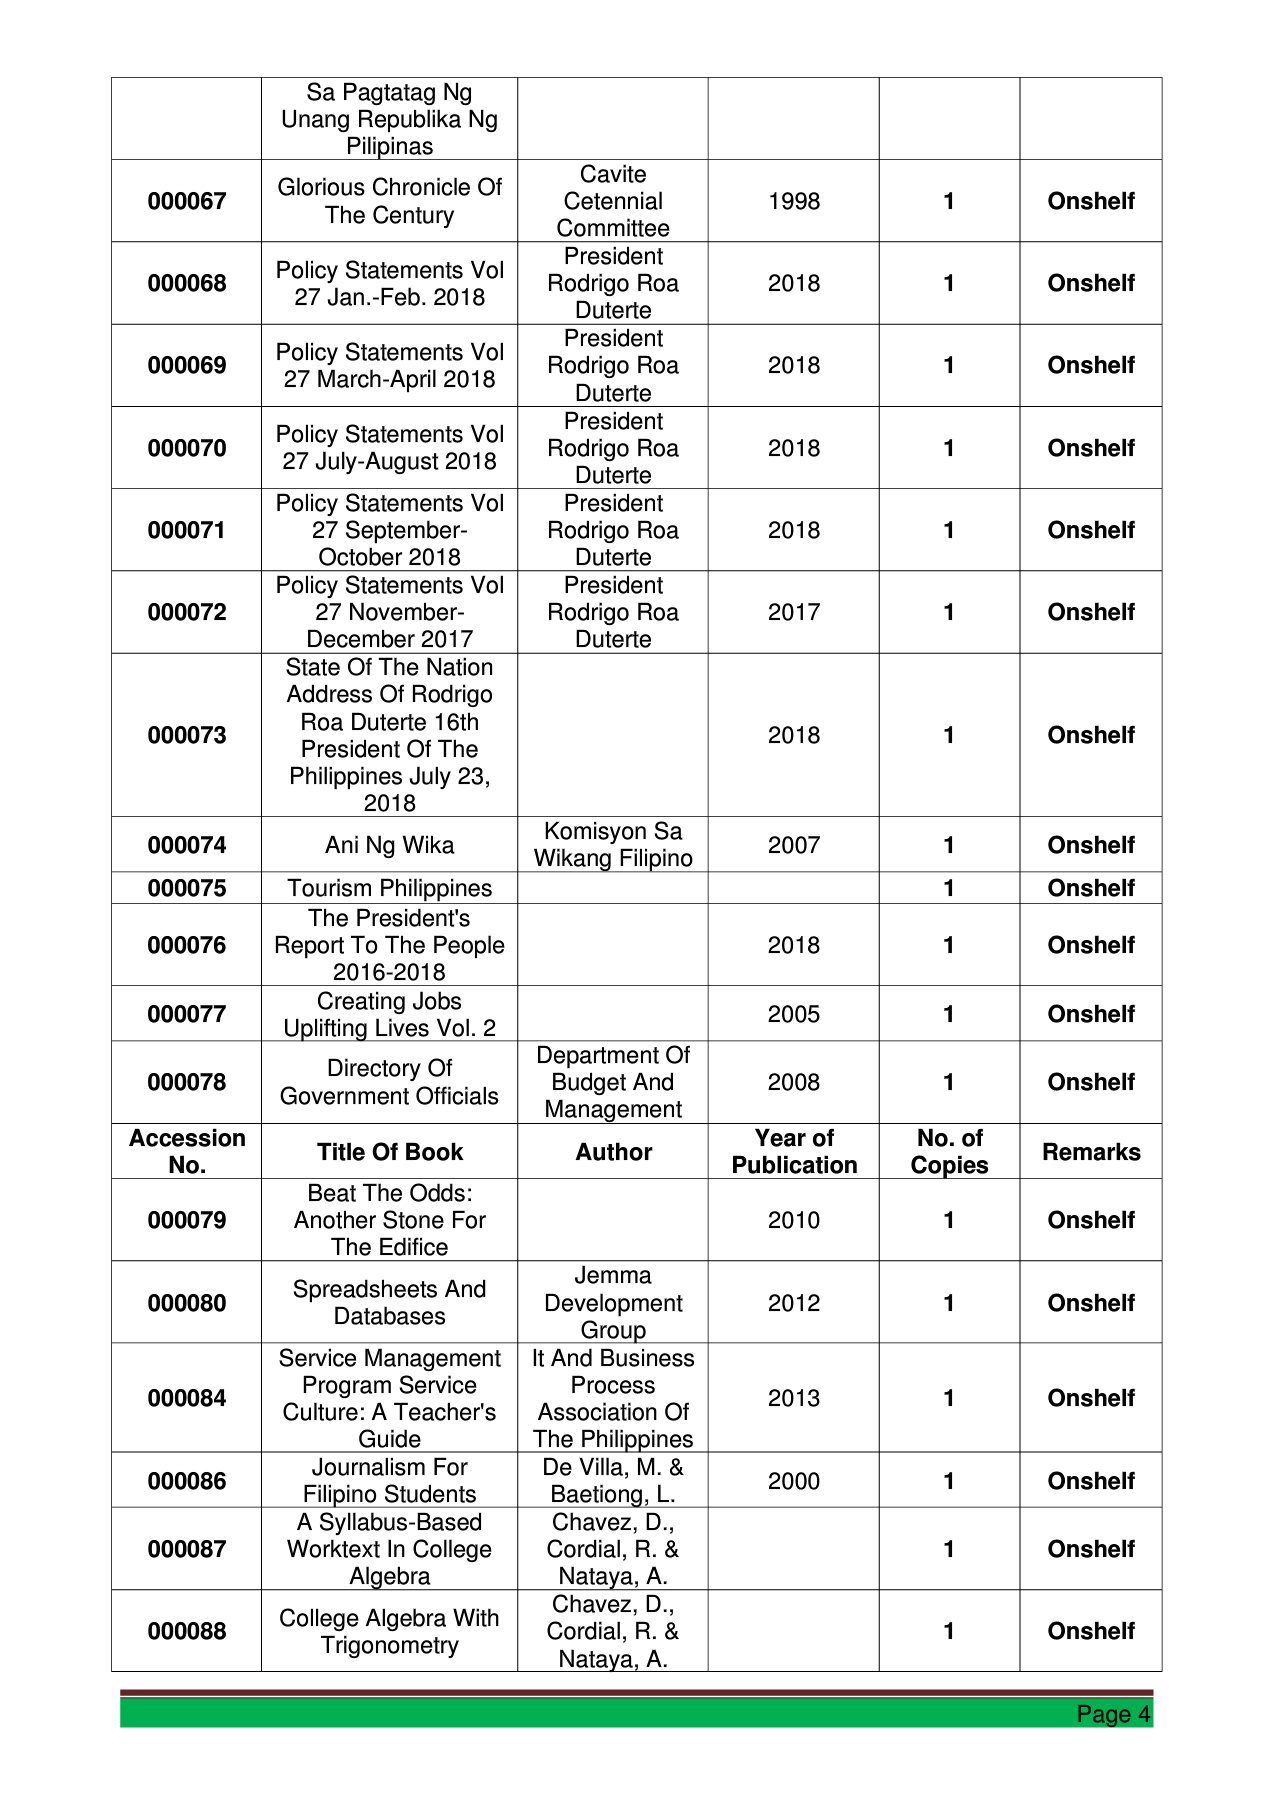 Sa Pagtatag Ng
Unang Republika Ng
Pilipinas
000067
Glorious Chronicle Of
The Century
Cavite
Cetennial
Committee
1998
1
Onshelf
000068
Policy Statements Vol
27 Jan.-Feb. 2018
President
Rodrigo Roa
Duterte
2018
1
Onshelf
000069
Policy Statements Vol
27 March-April 2018
President
Rodrigo Roa
Duterte
2018
1
Onshelf
000070
Policy Statements Vol
27 July-August 2018
President
Rodrigo Roa
Duterte
2018
1
Onshelf
000071
Policy Statements Vol
27 September-
October 2018
President
Rodrigo Roa
Duterte
2018
1
Onshelf
000072
Policy Statements Vol
27 November-
December 2017
President
Rodrigo Roa
Duterte
2017
1
Onshelf
000073
State Of The Nation
Address Of Rodrigo
Roa Duterte 16th
President Of The
Philippines July 23,
2018
2018
1
Onshelf
000074
Ani Ng Wika
Komisyon Sa
Wikang Filipino
2007
1
Onshelf
000075
Tourism Philippines
1
Onshelf
000076
The President's
Report To The People
2016-2018
2018
1
Onshelf
000077
Creating Jobs
Uplifting Lives Vol. 2
2005
1
Onshelf
000078
Directory Of
Government Officials
Department Of
Budget And
Management
2008
1
Onshelf
Accession
No.
Title Of Book
Author
Year of
Publication
No. of
Copies
Remarks
000079
Beat The Odds:
Another Stone For
The Edifice
2010
1
Onshelf
000080
Spreadsheets And
Databases
Jemma
Development
Group
2012
1
Onshelf
000084
Service Management
Program Service
Culture: A Teacher's
Guide
It And Business
Process
Association Of
The Philippines
2013
1
Onshelf
000086
Journalism For
Filipino Students
De Villa, M. &
Baetiong, L.
2000
1
Onshelf
000087
A Syllabus-Based
Worktext In College
Algebra
Chavez, D.,
Cordial, R. &
Nataya, A.
1
Onshelf
000088
College Algebra With
Trigonometry
Chavez, D.,
Cordial, R. &
Nataya, A.
1
Onshelf
Page 4